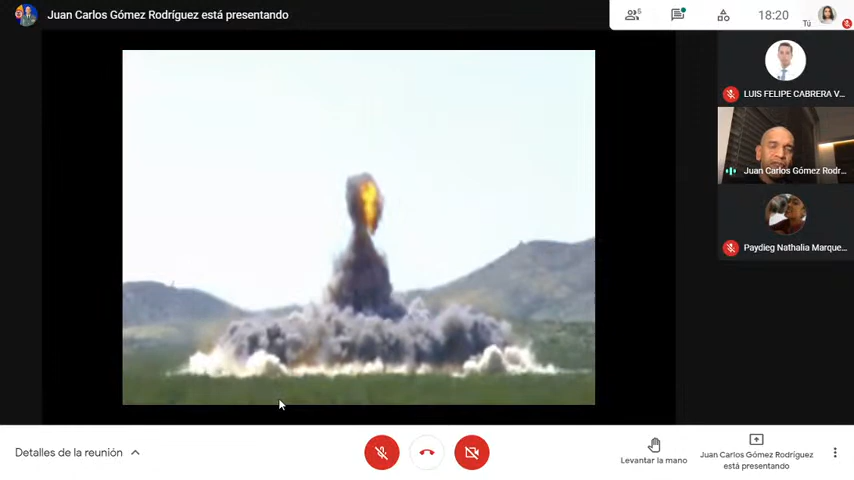 Juan Carlos Gómez Rodríguez está presentando
5
18:20
Tú
LUIS FELIPE CABRERA V...
Juan Carlos Gómez Rodr...
Paydieg Nathalia Marque...
Detalles de la reunión
Levantar la mano
Juan Carlos Gómez Rodríguez
está presentando